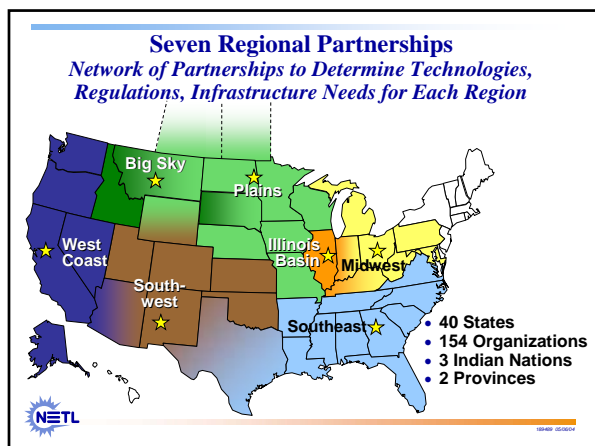 Seven Regional Partnerships
Network of Partnerships to Determine Technologies,
Regulations, Infrastructure Needs for Each Region
Big Sky
Plains
West
Coast
Illinois
Basin
Midwest
South-
west
Southeast
• 40 States
• 154 Organizations
• 3 Indian Nations
• 2 Provinces
NETL